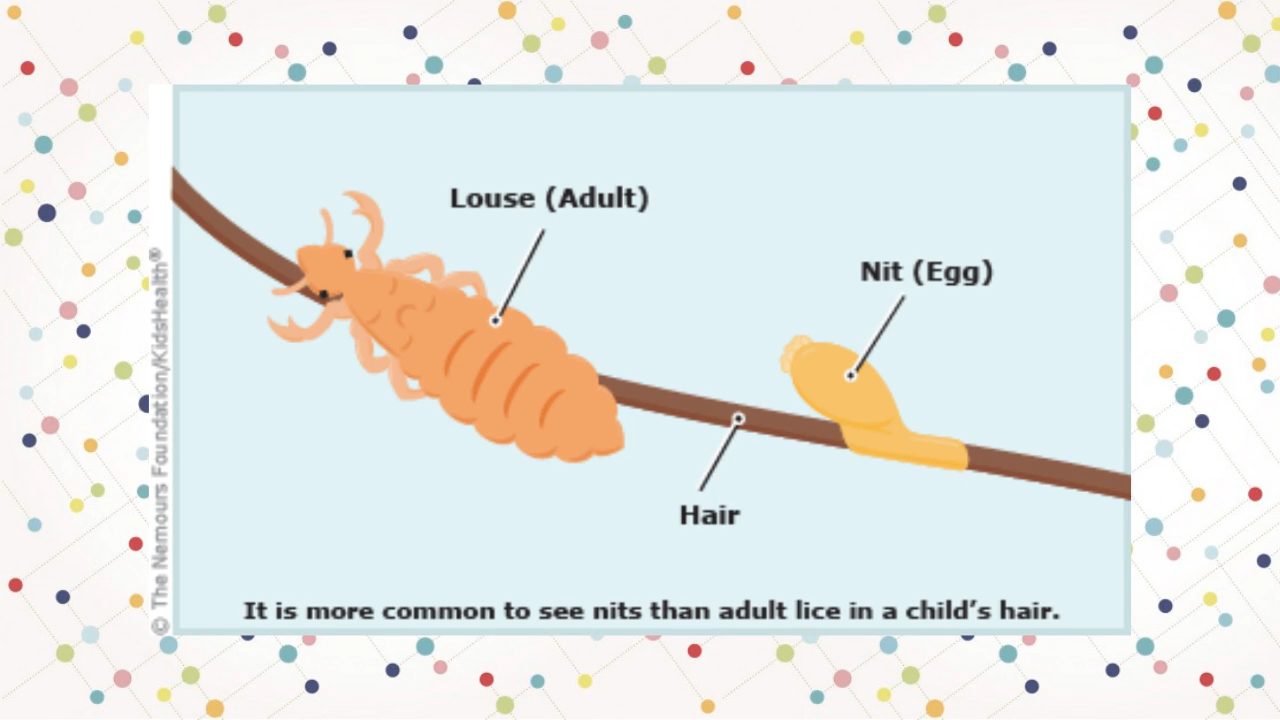 Louse (Adult)
Nit (Egg)
Hair
It is more common to see nits than adult lice in a child’s hair.
© The Nemours Foundation/KidsHealth®